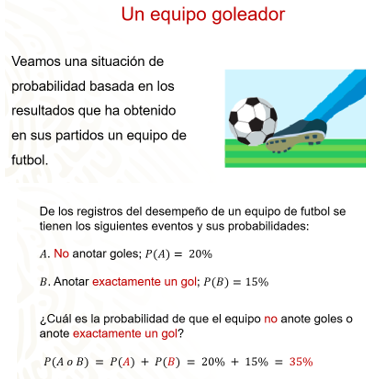 Un equipo goleador
Veamos una situación de
probabilidad basada en los
resultados que ha obtenido
en sus partidos un equipo de
futbol.
De los registros del desempeño de un equipo de futbol se
tienen los siguientes eventos y sus probabilidades:
A. No anotar goles; P(A) = 20%
B. Anotar exactamente un gol; P(B) = 15%
¿Cuál es la probabilidad de que el equipo no anote goles o
anote exactamente un gol?
P(A o B) = P(A) + P(B) = 20% + 15% = 35%